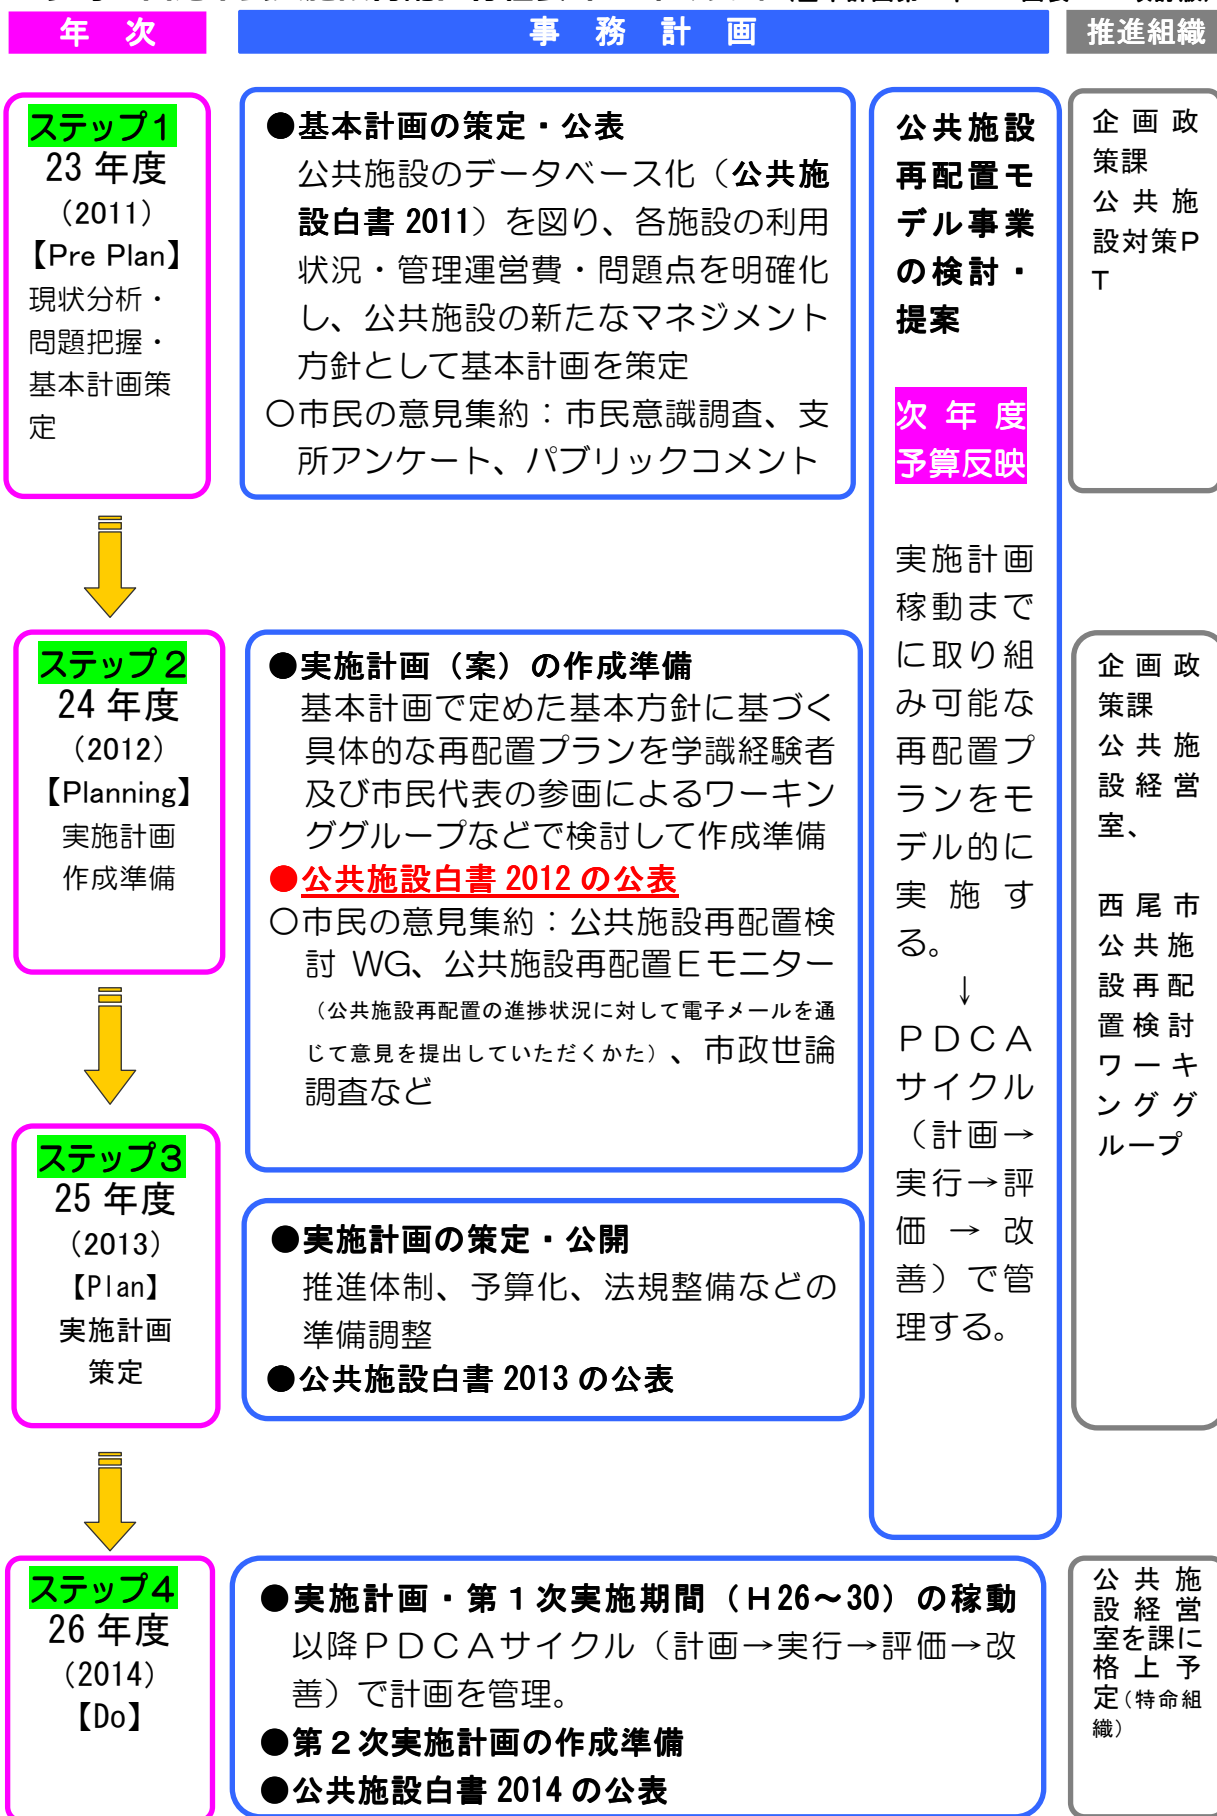 年 次
事 務 計 画
推進組織
ステップ1
23 年度
（2011）
【Pre Plan】
現状分析・
問題把握・
基本計画策
定
●基本計画の策定・公表
公共施設のデータベース化（公共施
設白書 2011）を図り、各施設の利用
状況・管理運営費・問題点を明確化
し、公共施設の新たなマネジメント
方針として基本計画を策定
○市民の意見集約：市民意識調査、支
所アンケート、パブリックコメント
公共施設
再配置モ
デル事業
の検討・
提案
次 年 度
予算反映
実施計画
稼動まで
に取り組
み可能な
再配置プ
ランをモ
デル的に
実 施 す
る。
↓
ＰＤＣＡ
サイクル
（計画→
実行→評
価 → 改
善）で管
理する。
企 画 政
策課
公 共 施
設対策Ｐ
Ｔ
ステップ２
24 年度
（2012）
【Planning】
実施計画
作成準備
●実施計画（案）の作成準備
基本計画で定めた基本方針に基づく
具体的な再配置プランを学識経験者
及び市民代表の参画によるワーキン
ググループなどで検討して作成準備
●公共施設白書 2012 の公表
○市民の意見集約：公共施設再配置検
討 WG、公共施設再配置Ｅモニター
（公共施設再配置の進捗状況に対して電子メールを通
じて意見を提出していただくかた）、市政世論
調査など
企 画 政
策課
公 共 施
設 経 営
室、
西 尾 市
公 共 施
設 再 配
置 検 討
ワ ー キ
ン グ グ
ループ
ステップ３
25 年度
（2013）
【Plan】
実施計画
策定
●実施計画の策定・公開
推進体制、予算化、法規整備などの
準備調整
●公共施設白書 2013 の公表
ステップ４
26 年度
（2014）
【Do】
●実施計画・第１次実施期間（Ｈ26～30）の稼動
以降ＰＤＣＡサイクル（計画→実行→評価→改
善）で計画を管理。
●第２次実施計画の作成準備
●公共施設白書 2014 の公表
公 共 施
設 経 営
室を課に
格 上 予
定（特命組
織）